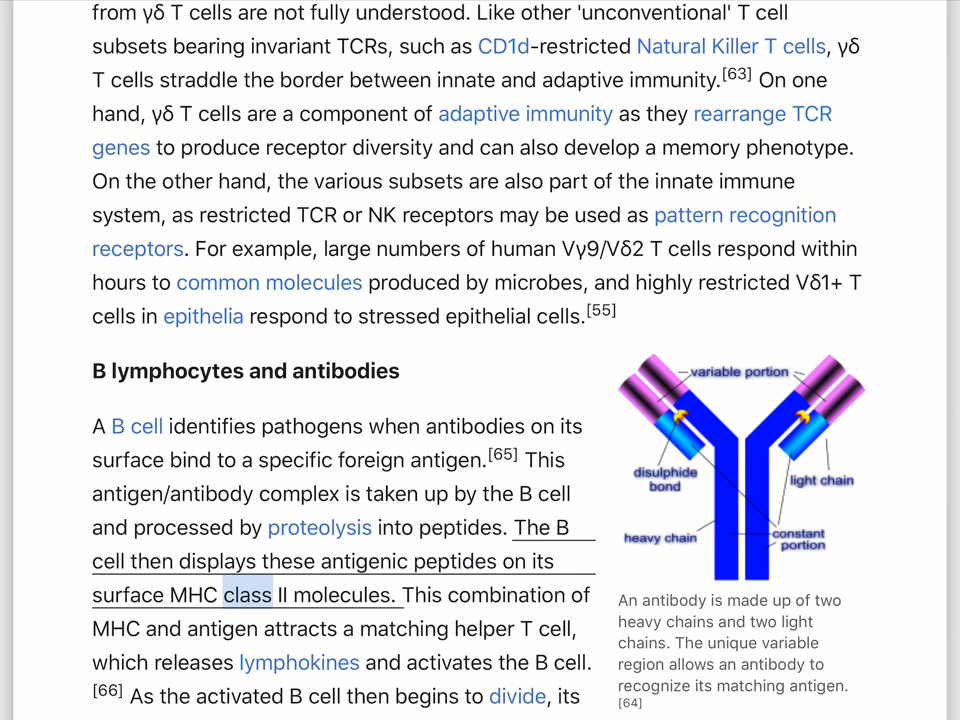 from γδ T cells are not fully understood. Like other 'unconventional' T cell
subsets bearing invariant TCRs, such as CD1d-restricted Natural Killer T cells, γδ
T cells straddle the border between innate and adaptive immunity.[63] On one
hand, γδ T cells are a component of adaptive immunity as they rearrange TCR
genes to produce receptor diversity and can also develop a memory phenotype.
On the other hand, the various subsets are also part of the innate immune
system, as restricted TCR or NK receptors may be used as pattern recognition
receptors. For example, large numbers of human Vγ9/Vδ2 T cells respond within
hours to common molecules produced by microbes, and highly restricted Vδ1+ T
cells in epithelia respond to stressed epithelial cells.[55]
B lymphocytes and antibodies
A B cell identifies pathogens when antibodies on its
surface bind to a specific foreign antigen.[65] This
antigen/antibody complex is taken up by the B cell
and processed by proteolysis into peptides. The B
cell then displays these antigenic peptides on its
surface MHC class II molecules. This combination of
MHC and antigen attracts a matching helper T cell,
which releases lymphokines and activates the B cell.
[66] As the activated B cell then begins to divide, its
variable portion
disulphide
bond
light chain
heavy chain
constant
portion
An antibody is made up of two
heavy chains and two light
chains. The unique variable
region allows an antibody to
recognize its matching antigen.
[64]